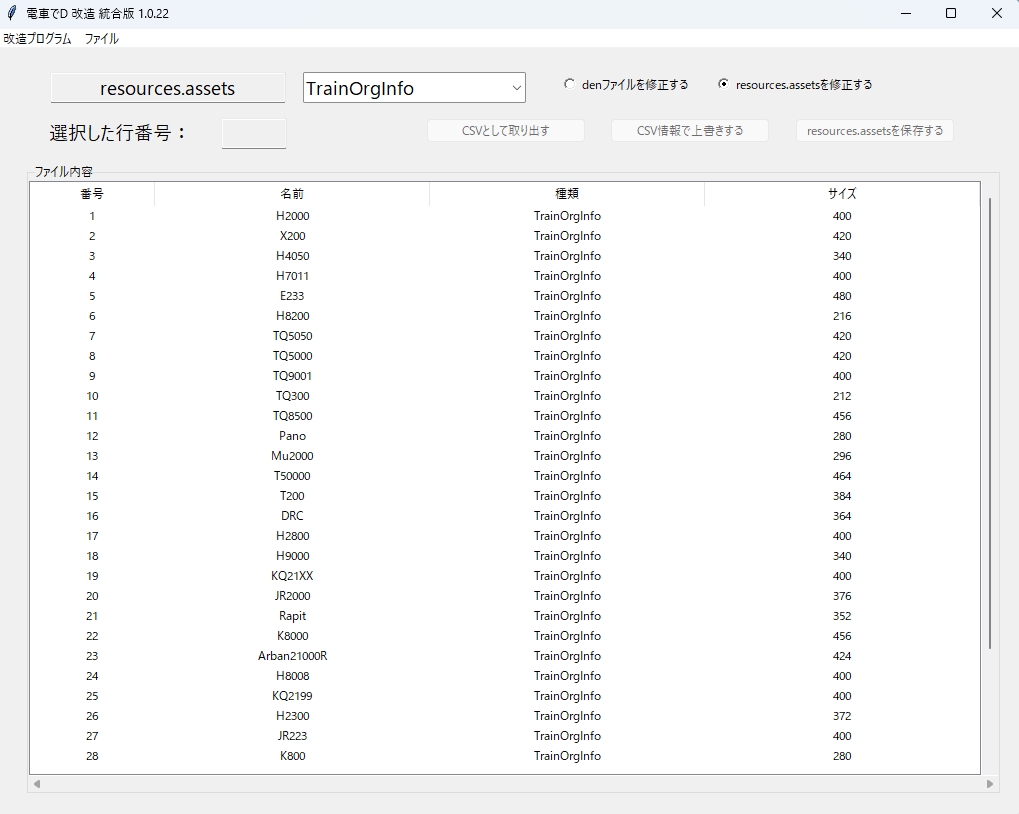 電車でD 改造 統合版 1.0.22
改造プログラム ファイル
resources.assets TrainOrgInfo denファイルを修正する resources.assetsを修正する
選択した行番号： CSVとして取り出す CSV情報で上書きする resources.assetsを保存する
ファイル内容
番号 名前 種類 サイズ
1 H2000 TrainOrgInfo 400
2 X200 TrainOrgInfo 420
3 H4050 TrainOrgInfo 340
4 H7011 TrainOrgInfo 400
5 E233 TrainOrgInfo 480
6 H8200 TrainOrgInfo 216
7 TQ5050 TrainOrgInfo 420
8 TQ5000 TrainOrgInfo 420
9 TQ9001 TrainOrgInfo 400
10 TQ300 TrainOrgInfo 212
11 TQ8500 TrainOrgInfo 456
12 Pano TrainOrgInfo 280
13 Mu2000 TrainOrgInfo 296
14 T50000 TrainOrgInfo 464
15 T200 TrainOrgInfo 384
16 DRC TrainOrgInfo 364
17 H2800 TrainOrgInfo 400
18 H9000 TrainOrgInfo 340
19 KQ21XX TrainOrgInfo 400
20 JR2000 TrainOrgInfo 376
21 Rapit TrainOrgInfo 352
22 K8000 TrainOrgInfo 456
23 Arban21000R TrainOrgInfo 424
24 H8008 TrainOrgInfo 400
25 KQ2199 TrainOrgInfo 400
26 H2300 TrainOrgInfo 372
27 JR223 TrainOrgInfo 400
28 K800 TrainOrgInfo 280